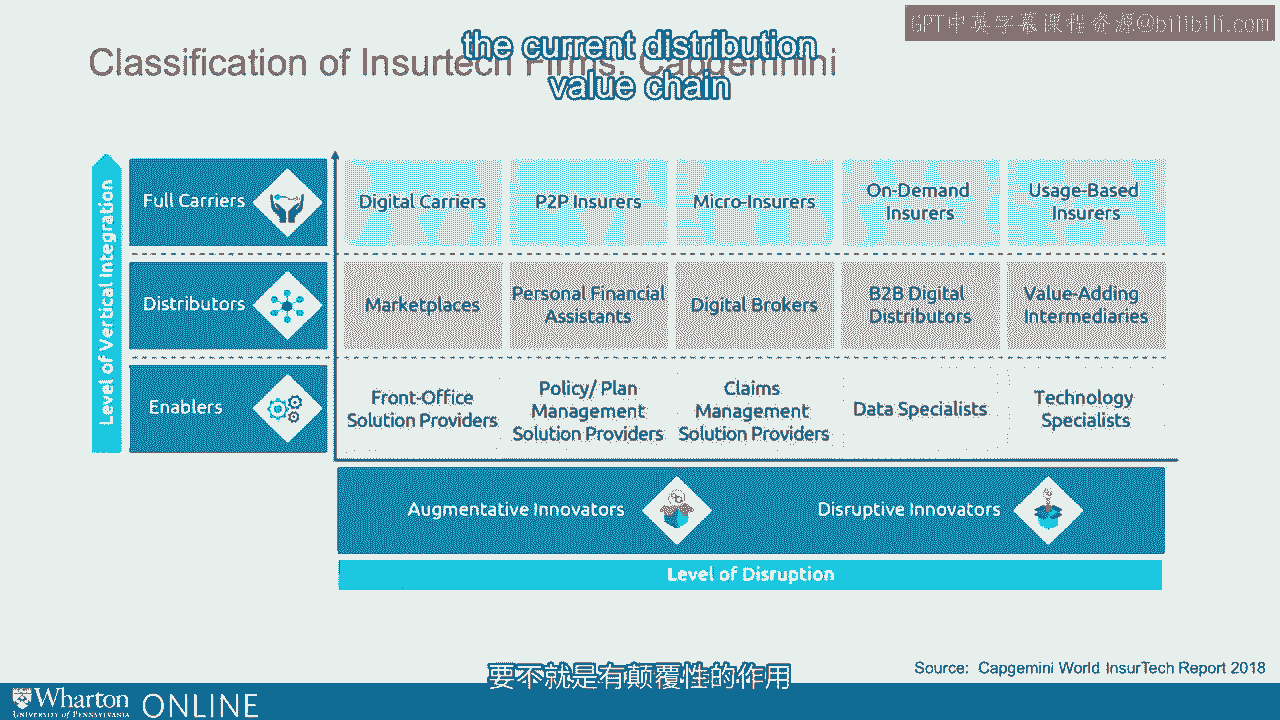 GPT中英字幕课程资源@bilibili.com
the current distribution
value chain
Classification of Insurtech Firms: Capgemnini
Level of Vertical Integration
Full Carriers
Digital Carriers
P2P Insurers
Micro-Insurers
On-Demand
Insurers
Usage-Based
Insurers
Distributors
Marketplaces
Personal Financial
Assistants
Digital Brokers
B2B Digital
Distributors
Value-Adding
Intermediaries
Enablers
Front-Office
Solution Providers
Policy/ Plan
Management
Solution Providers
Claims
Management
Solution Providers
Data Specialists
Technology
Specialists
Augmentative Innovators
Disruptive Innovators
Level of Disruption
要不就是有颠覆性的作用
Source: Capgemini World InsurTech Report 2018
Wharton
UNIVERSITY of PENNSYLVANIA
ONLINE